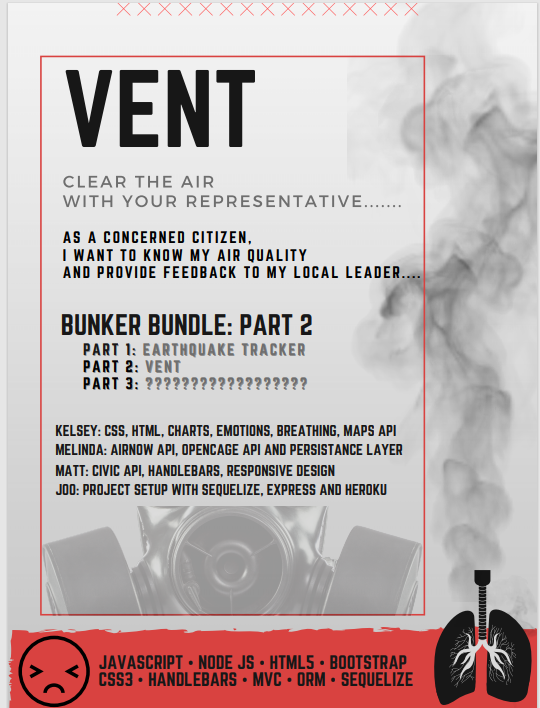 VENT
CLEAR THE AIR
WITH YOUR REPRESENTATIVE.......
AS A CONCERNED CITIZEN,
I WANT TO KNOW MY AIR QUALITY
AND PROVIDE FEEDBACK TO MY LOCAL LEADER....
BUNKER BUNDLE: PART 2
PART 1: EARTHQUAKE TRACKER
PART 2: VENT
PART 3: ??????????????????
KELSEY: CSS, HTML, CHARTS, EMOTIONS, BREATHING, MAPS API
MELINDA: AIRNOW API, OPENCAGE API AND PERSISTANCE LAYER
MATT: CIVIC API, HANDLEBARS, RESPONSIVE DESIGN
JOO: PROJECT SETUP WITH SEQUELIZE, EXPRESS AND HEROKU
JAVASCRIPT • NODE JS • HTML5 • BOOTSTRAP
CSS3 • HANDLEBARS • MVC • ORM • SEQUELIZE